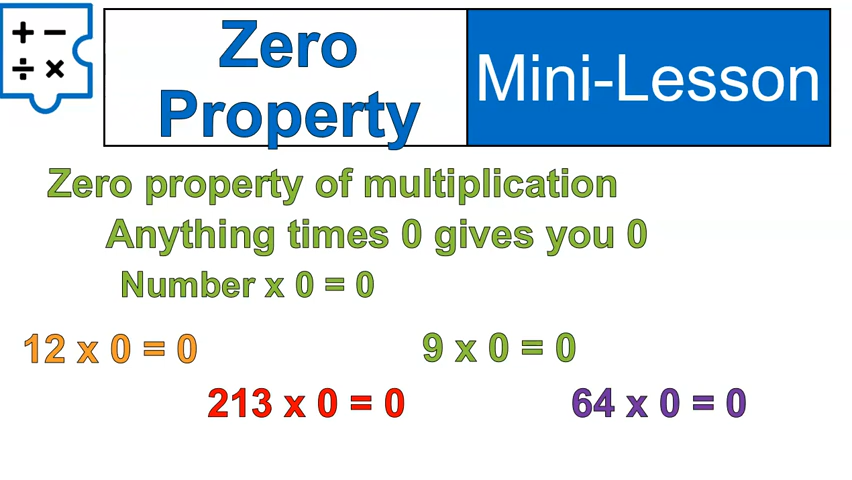 + −
÷ ×
Zero
Property
Mini-Lesson
Zero property of multiplication
Anything times 0 gives you 0
Number x 0 = 0
12 x 0 = 0
9 x 0 = 0
213 x 0 = 0
64 x 0 = 0